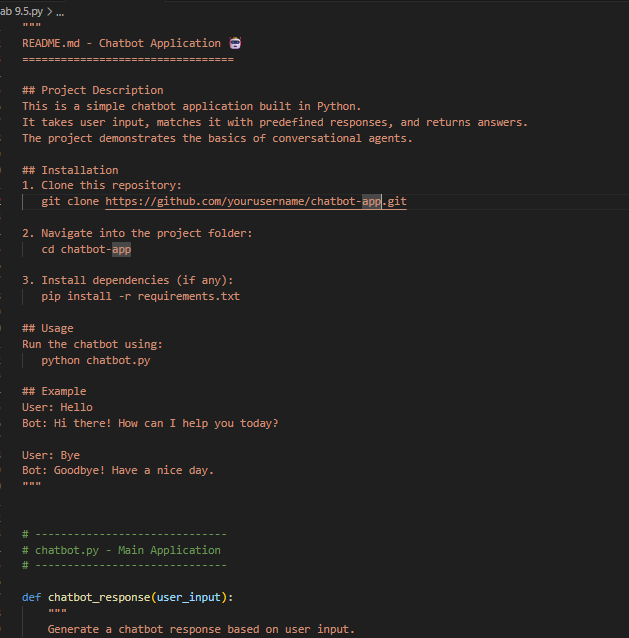 ab 9.5.py > ...
"""
README.md - Chatbot Application 🤖
=================================
## Project Description
This is a simple chatbot application built in Python.
It takes user input, matches it with predefined responses, and returns answers.
The project demonstrates the basics of conversational agents.
## Installation
1. Clone this repository:
git clone https://github.com/yourusername/chatbot-app.git
2. Navigate into the project folder:
cd chatbot-app
3. Install dependencies (if any):
pip install -r requirements.txt
## Usage
Run the chatbot using:
python chatbot.py
## Example
User: Hello
Bot: Hi there! How can I help you today?
User: Bye
Bot: Goodbye! Have a nice day.
"""
# ------------------------------
# chatbot.py - Main Application
# ------------------------------
def chatbot_response(user_input):
"""
Generate a chatbot response based on user input.